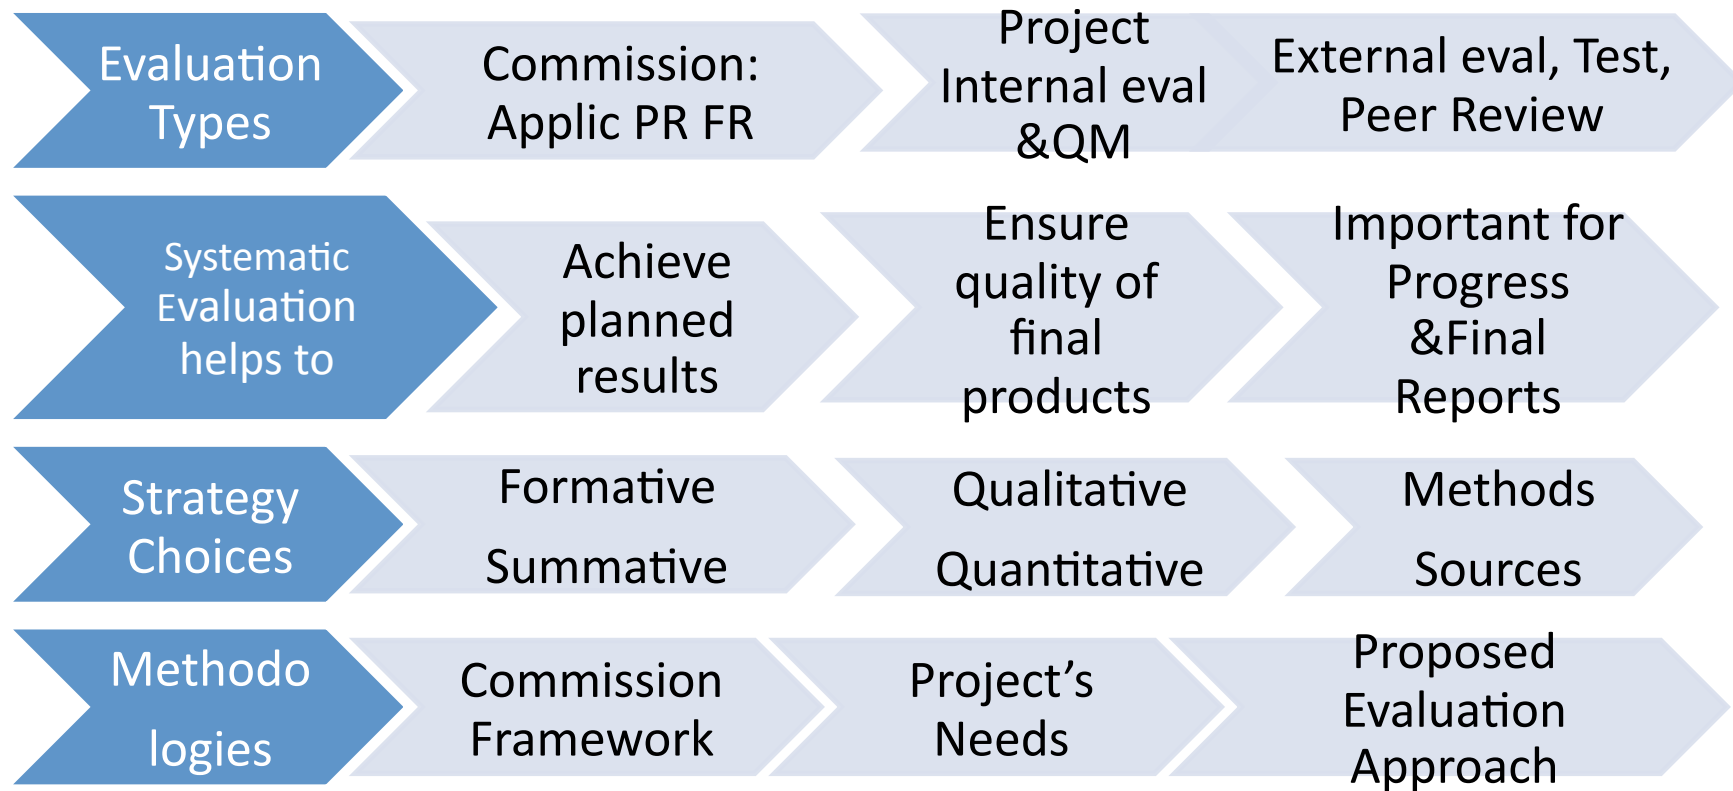 Evaluation
Types
Commission:
Applic PR FR
Project
Internal eval
&QM
External eval, Test,
Peer Review
Systematic
Evaluation
helps to
Achieve
planned
results
Ensure
quality of
final
products
Important for
Progress
&Final
Reports
Strategy
Choices
Formative
Summative
Qualitative
Quantitative
Methods
Sources
Methodo
logies
Commission
Framework
Project’s
Needs
Proposed
Evaluation
Approach